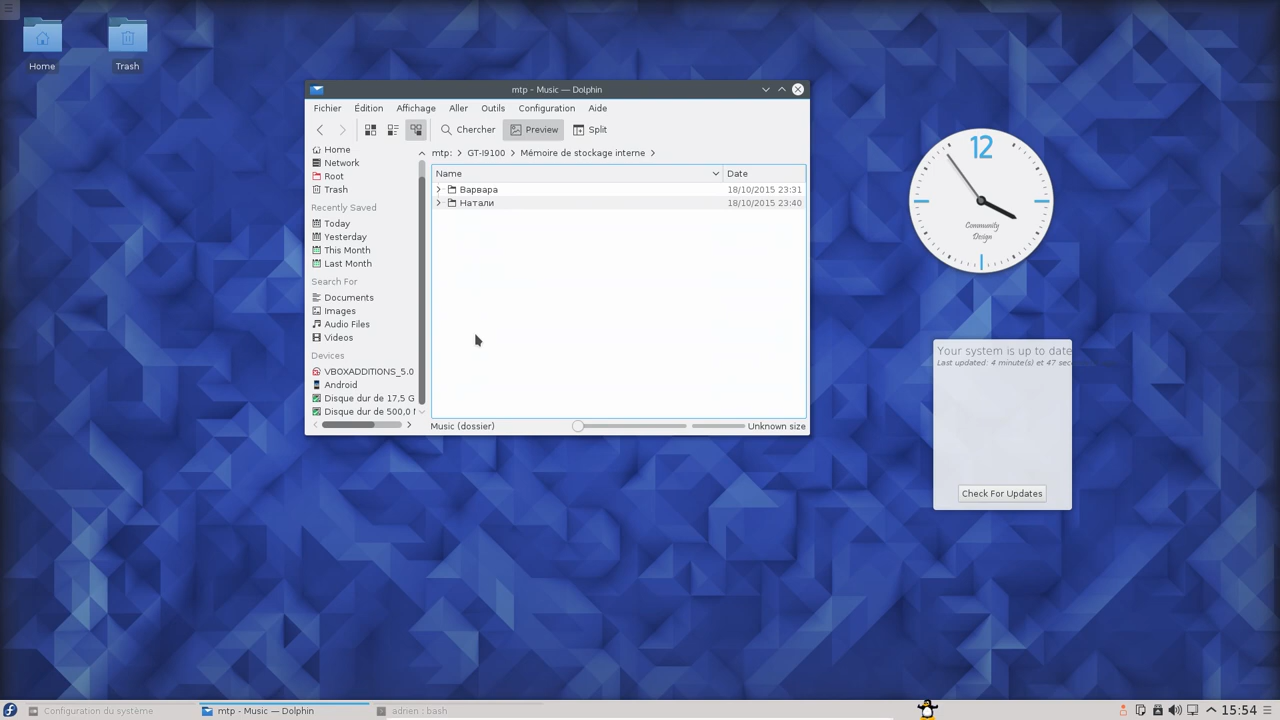 Home
Trash
mtp - Music — Dolphin
Fichier Édition Affichage Aller Outils Configuration Aide
Chercher Preview Split
mtp: GT-I9100 Mémoire de stockage interne
Home
Network
Root
Trash
Recently Saved
Today
Yesterday
This Month
Last Month
Search For
Documents
Images
Audio Files
Videos
Devices
VBOXADDITIONS_5.0
Android
Disque dur de 17,5 G
Disque dur de 500,0
Name Date
Варвара 18/10/2015 23:31
Натали 18/10/2015 23:40
Music (dossier) Unknown size
12
Community
Design
Your system is up to date
Last updated: 4 minute(s) et 47
Check For Updates
Configuration du système mtp - Music — Dolphin adrien : bash 15:54